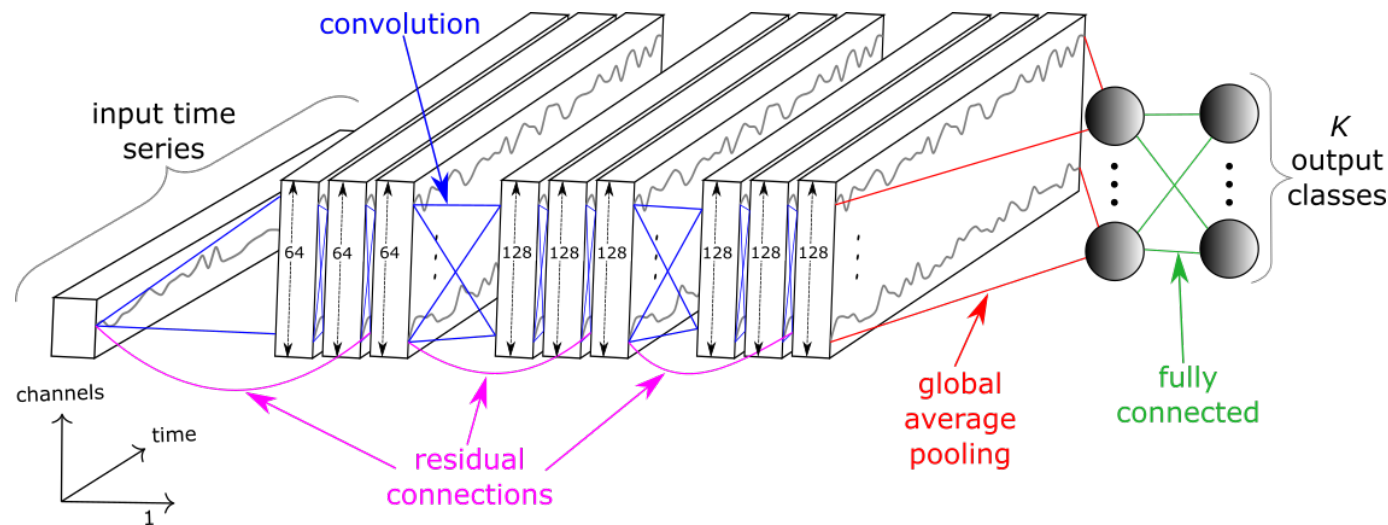 convolution
input time
series
K
output
classes
64
64
64
128
128
128
128
128
128
channels
time
1
residual
connections
global
average
pooling
fully
connected